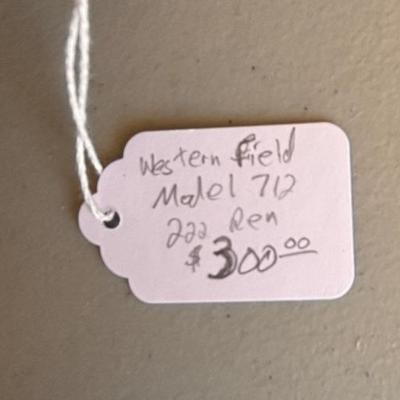 Western Field
Model 712
222 Rem
$300.00